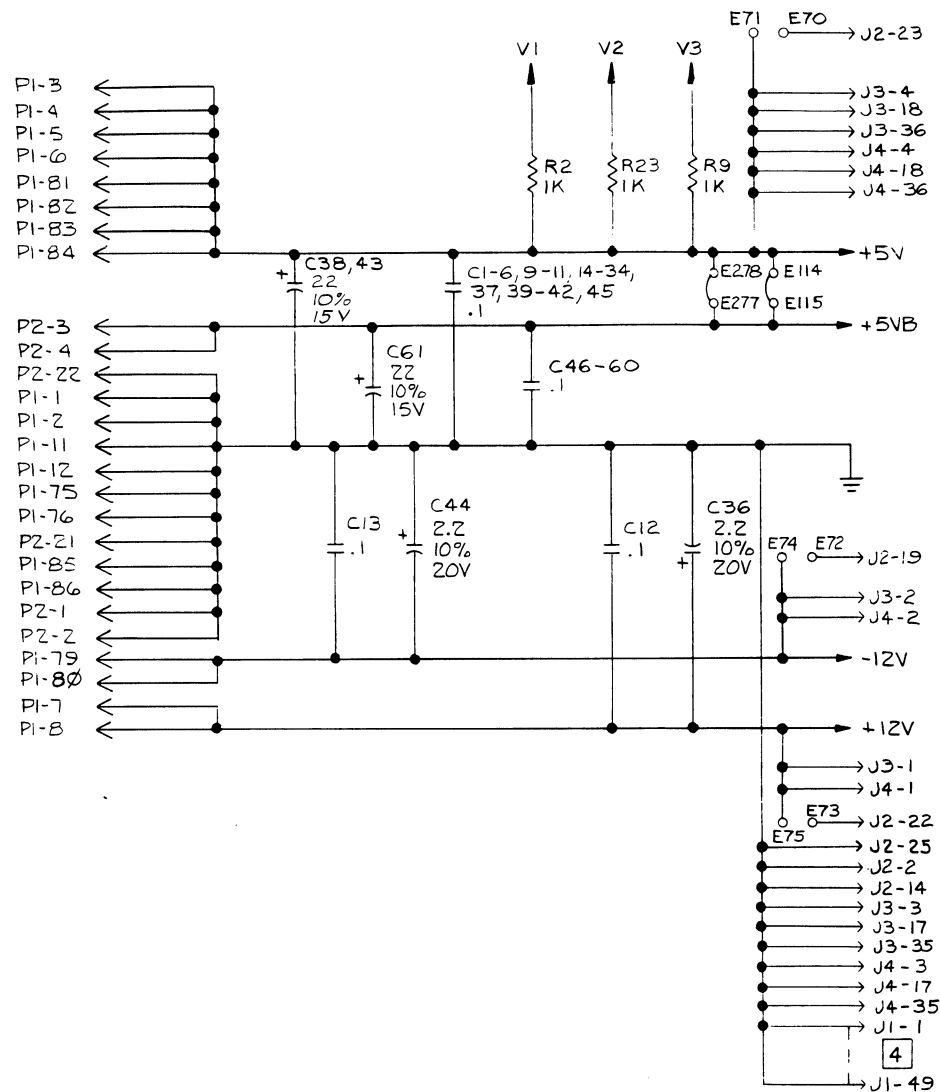 E71 E70
J2-23
V1 V2 V3
P1-3
P1-4
P1-5
P1-6
P1-81
P1-82
P1-83
P1-84
R2
1K
R23
1K
R9
1K
J3-4
J3-18
J3-36
J4-4
J4-18
J4-36
+5V
+
C38,43
22
10%
15V
C1-6, 9-11, 14-34,
37, 39-42, 45
.1
E278
E277
E114
E115
+5VB
P2-3
P2-4
P2-22
P1-1
P1-2
P1-11
P1-12
P1-75
P1-76
P2-21
P1-85
P1-86
P2-1
P2-2
P1-79
P1-8Ø
P1-7
P1-8
+
C61
22
10%
15V
C46-60
.1
C13
.1
+
C44
2.2
10%
20V
C12
.1
+
C36
2.2
10%
20V
E74 E72
J2-19
J3-2
J4-2
-12V
+12V
J3-1
J4-1
E75 E73
J2-22
J2-25
J2-2
J2-14
J3-3
J3-17
J3-35
J4-3
J4-17
J4-35
J1-1
4
J1-49